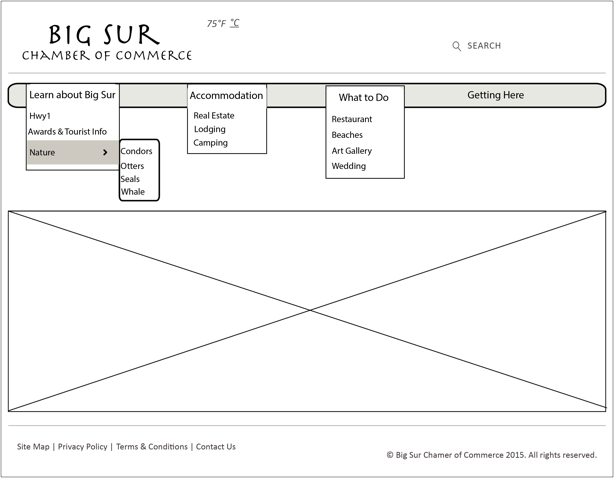 BIG SUR
CHAMBER OF COMMERCE
75°F °C
SEARCH
Learn about Big Sur
Hwy1
Awards & Tourist Info
Nature
Condors
Otters
Seals
Whale
Accommodation
Real Estate
Lodging
Camping
What to Do
Restaurant
Beaches
Art Gallery
Wedding
Getting Here
Site Map | Privacy Policy | Terms & Conditions | Contact Us
© Big Sur Chamer of Commerce 2015. All rights reserved.